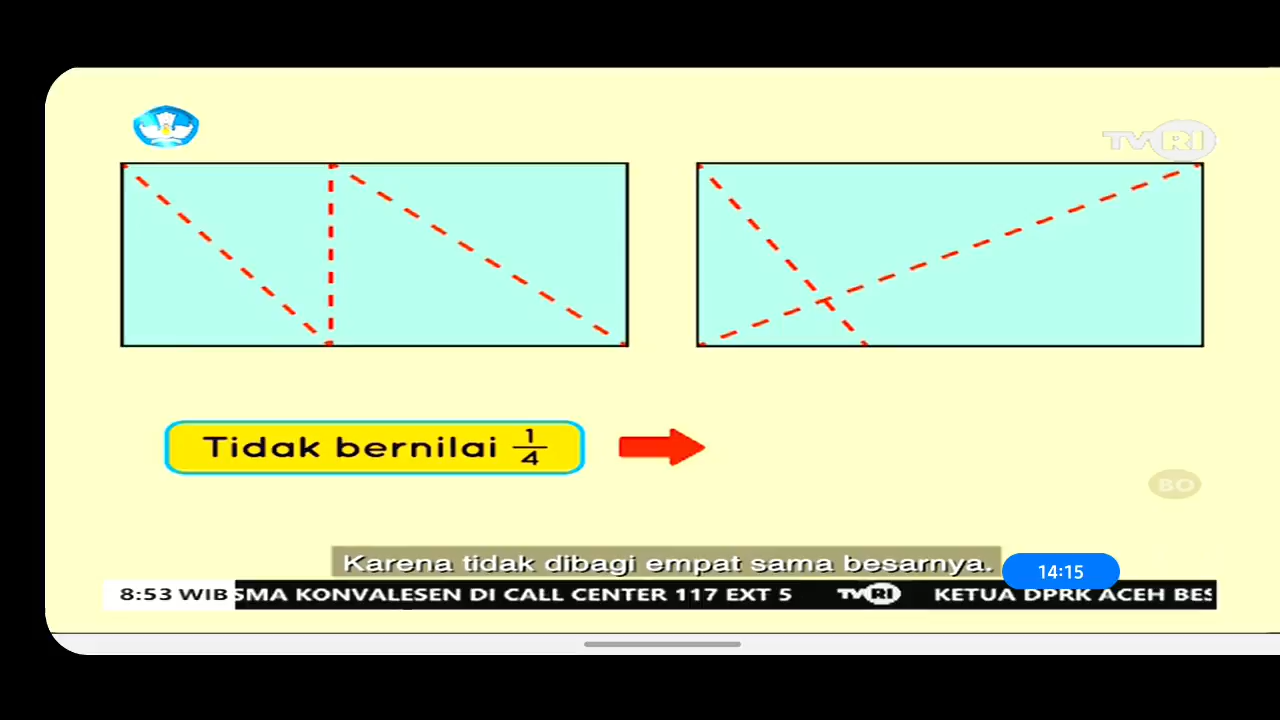 TVRI
Tidak bernilai 1/4
BO
Karena tidak dibagi empat sama besarnya.
14:15
8:53 WIB SMA KONVALESEN DI CALL CENTER 117 EXT 5 TVRI KETUA DPRK ACEH BES